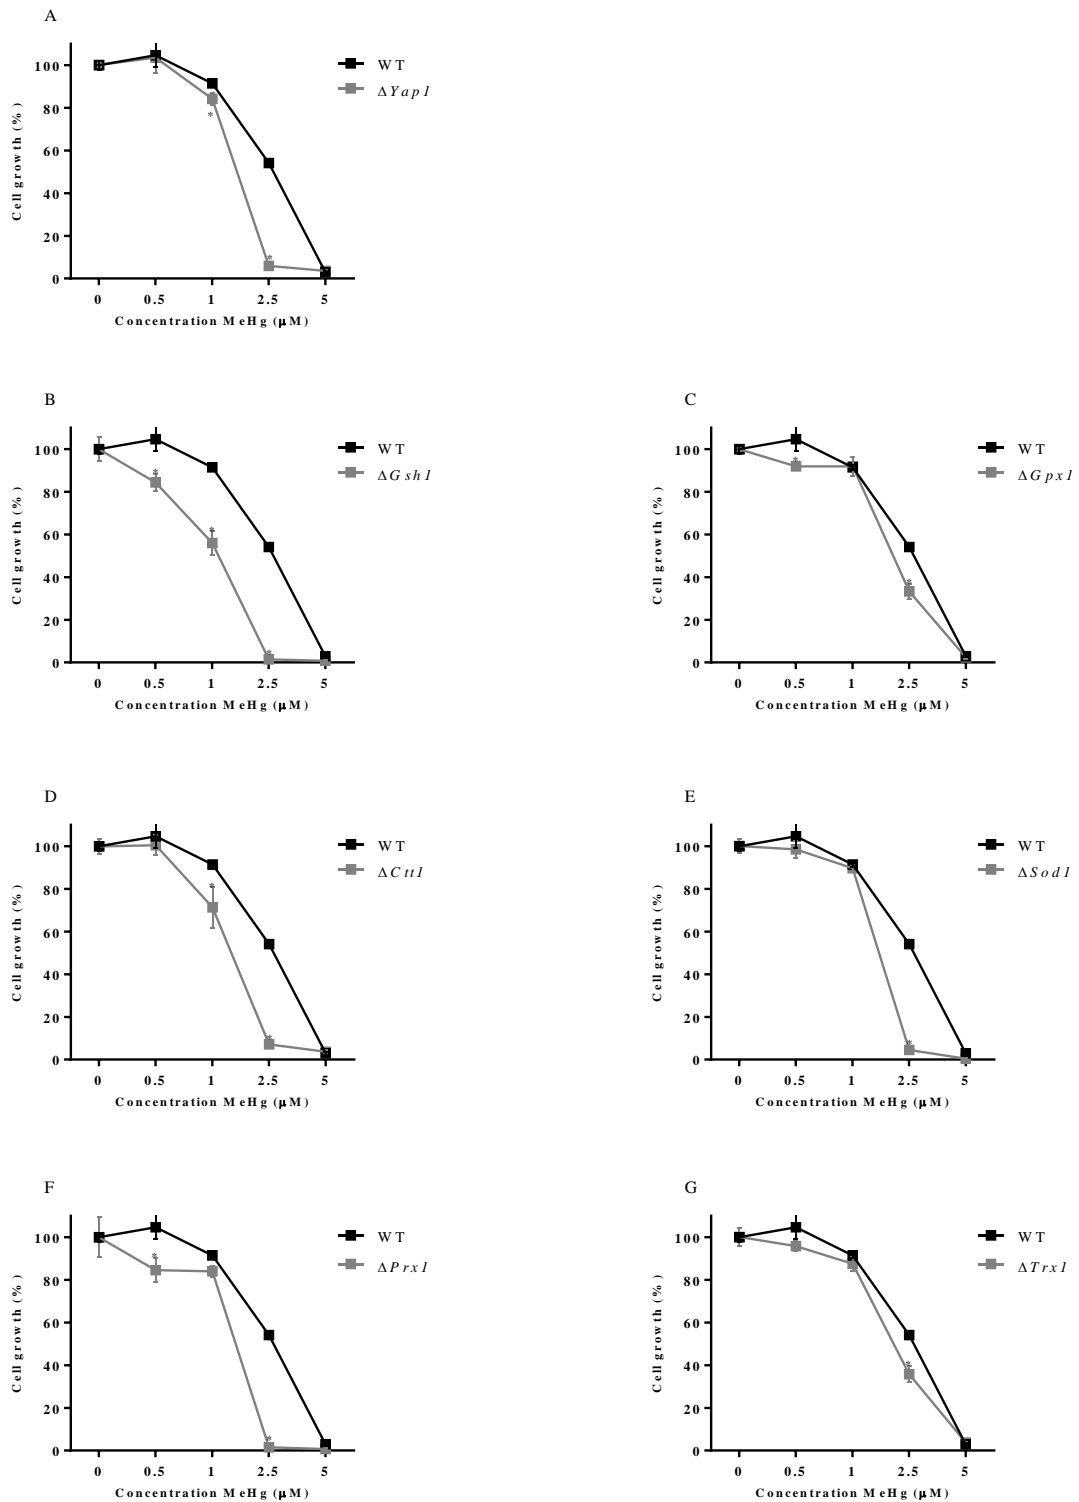 A
WT
ΔYap1
Cell growth (%)
100
80
60
40
20
0
*
*
0 0.5 1 2.5 5
Concentration MeHg (μM)
B
WT
ΔGsh1
Cell growth (%)
100
80
60
40
20
0
*
*
*
0 0.5 1 2.5 5
Concentration MeHg (μM)
C
WT
ΔGpx1
Cell growth (%)
100
80
60
40
20
0
*
*
0 0.5 1 2.5 5
Concentration MeHg (μM)
D
WT
ΔCtt1
Cell growth (%)
100
80
60
40
20
0
*
*
0 0.5 1 2.5 5
Concentration MeHg (μM)
E
WT
ΔSod1
Cell growth (%)
100
80
60
40
20
0
*
0 0.5 1 2.5 5
Concentration MeHg (μM)
F
WT
ΔPrx1
Cell growth (%)
100
80
60
40
20
0
*
*
0 0.5 1 2.5 5
Concentration MeHg (μM)
G
WT
ΔTrx1
Cell growth (%)
100
80
60
40
20
0
*
0 0.5 1 2.5 5
Concentration MeHg (μM)